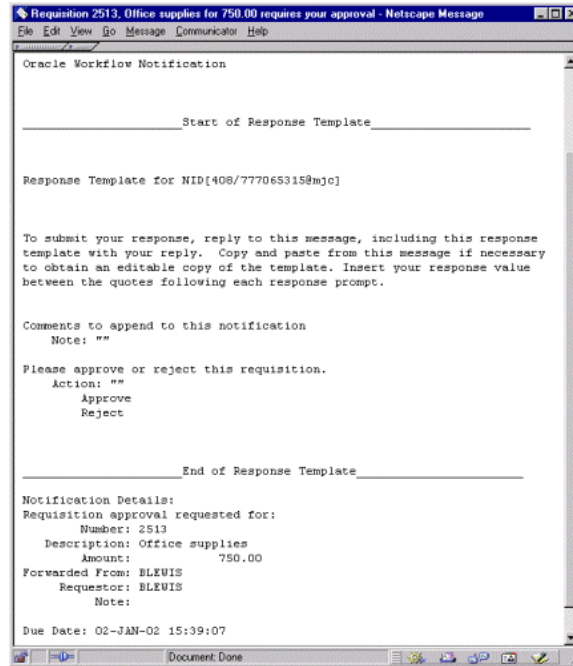 Requisition 2513, Office supplies for 750.00 requires your approval - Netscape Message
File Edit View Go Message Communicator Help
Oracle Workflow Notification
_______________________Start of Response Template_______________________
Response Template for NID[408/777065315@mjc]
To submit your response, reply to this message, including this response
template with your reply. Copy and paste from this message if necessary
to obtain an editable copy of the template. Insert your response value
between the quotes following each response prompt.
Comments to append to this notification
Note: ""
Please approve or reject this requisition.
Action: ""
Approve
Reject
_______________________End of Response Template________________________
Notification Details:
Requisition approval requested for:
Number: 2513
Description: Office supplies
Amount: 750.00
Forwarded From: BLEWIS
Requestor: BLEWIS
Note:
Due Date: 02-JAN-02 15:39:07
Document: Done